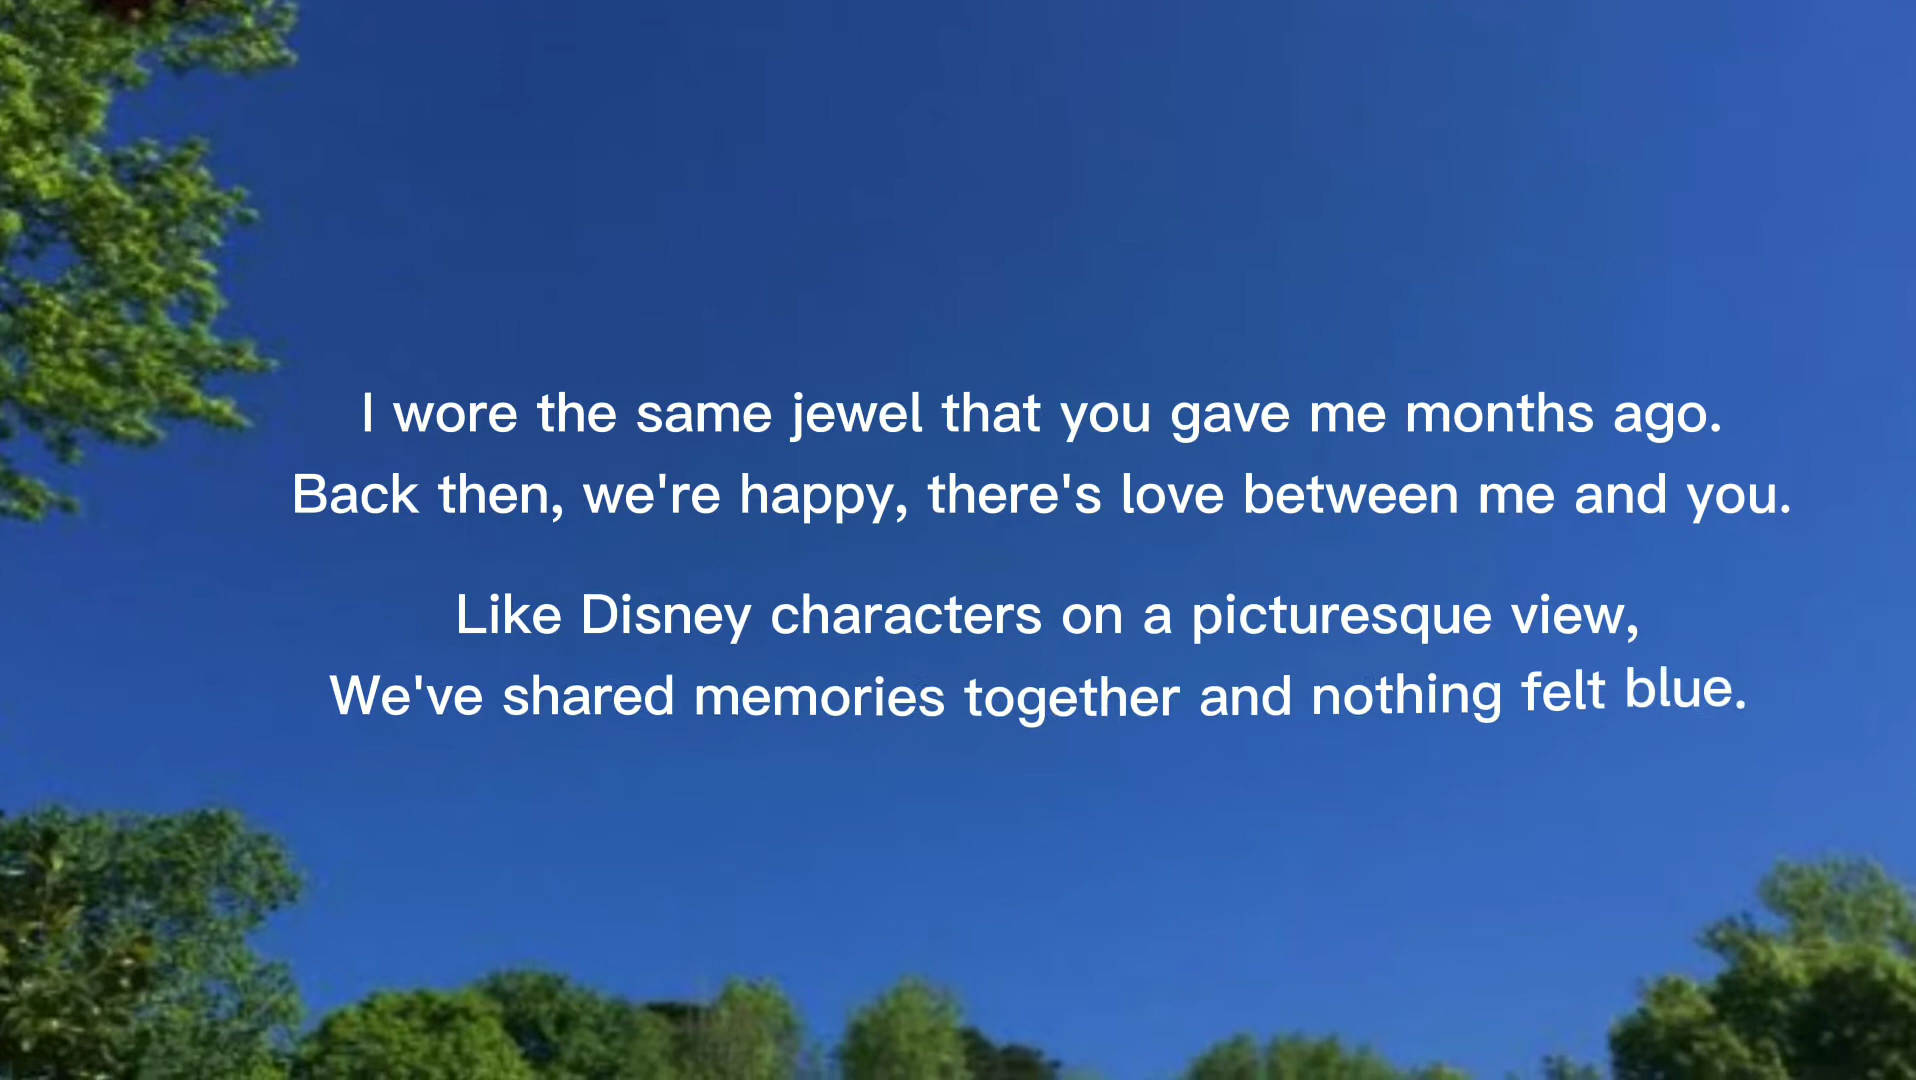 I wore the same jewel that you gave me months ago.
Back then, we're happy, there's love between me and you.
Like Disney characters on a picturesque view,
We've shared memories together and nothing felt blue.